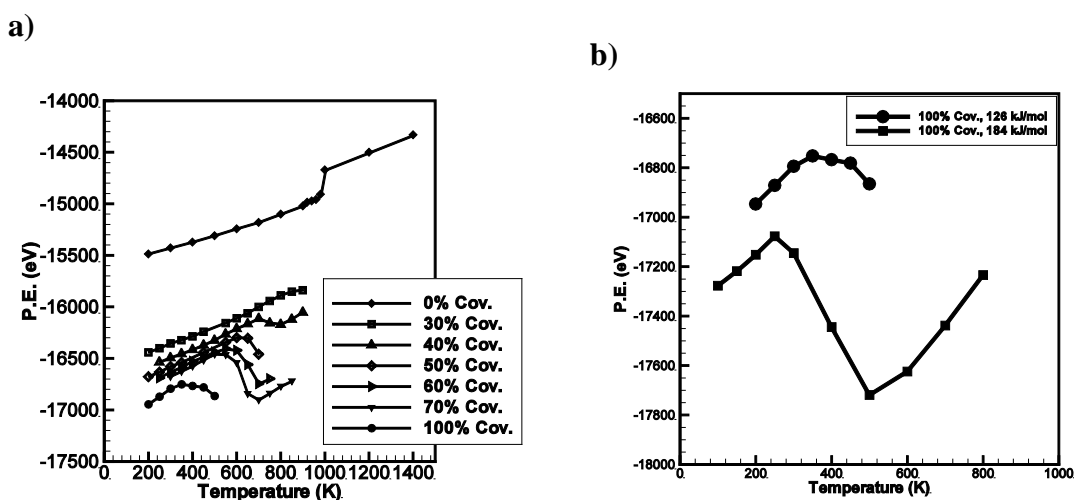 a)
-14000
-14500
-15000
-15500
-16000
-16500
-17000
-17500
P.E. (eV)
0% Cov.
30% Cov.
40% Cov.
50% Cov.
60% Cov.
70% Cov.
100% Cov.
200 400 600 800 1000 1200 1400
Temperature (K)
b)
-16600
-16800
-17000
-17200
-17400
-17600
-17800
-18000
P.E. (eV)
100% Cov., 126 kJ/mol
100% Cov., 184 kJ/mol
0 200 400 600 800 1000
Temperature (K)